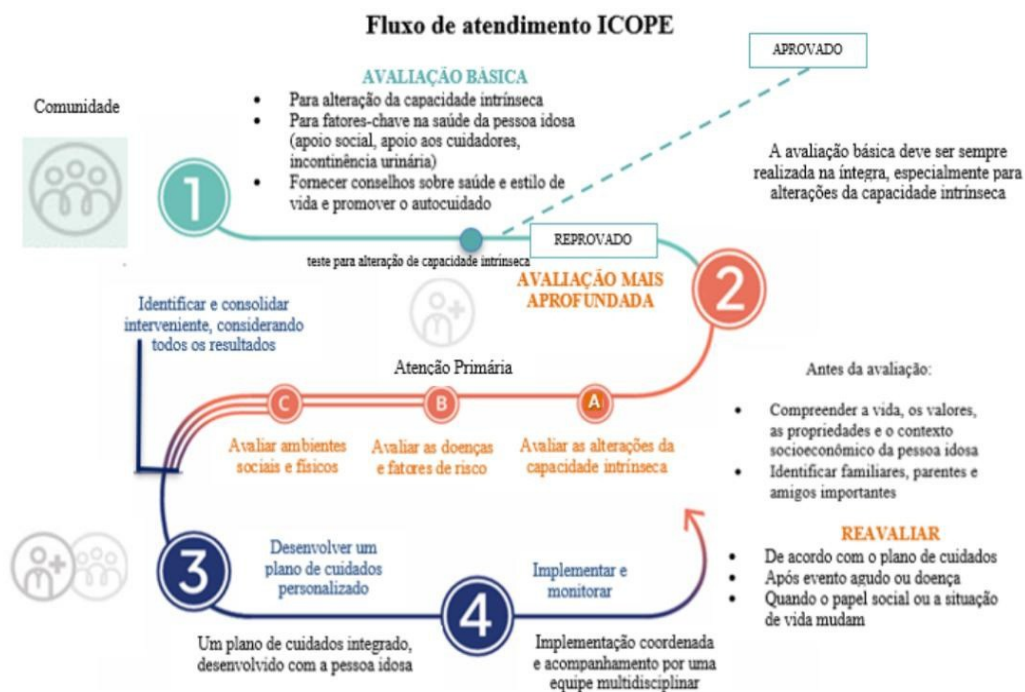 Fluxo de atendimento ICOPE
APROVADO
AVALIAÇÃO BÁSICA
Comunidade
• Para alteração da capacidade intrínseca
• Para fatores-chave na saúde da pessoa idosa
(apoio social, apoio aos cuidadores,
incontinência urinária)
• Fornecer conselhos sobre saúde e estilo de
vida e promover o autocuidado
A avaliação básica deve ser sempre
realizada na íntegra, especialmente para
alterações da capacidade intrínseca
1
REPROVADO
teste para alteração de capacidade intrínseca
AVALIAÇÃO MAIS
APROFUNDADA
2
Identificar e consolidar
interveniente, considerando
todos os resultados
Atenção Primária
C
B
A
Avaliar ambientes
sociais e físicos
Avaliar as doenças
e fatores de risco
Avaliar as alterações da
capacidade intrínseca
Antes da avaliação:
• Compreender a vida, os valores,
as propriedades e o contexto
socioeconômico da pessoa idosa
• Identificar familiares, parentes e
amigos importantes
3
Desenvolver um
plano de cuidados
personalizado
4
Implementar e
monitorar
REAVALIAR
• De acordo com o plano de cuidados
• Após evento agudo ou doença
• Quando o papel social ou a situação
de vida mudam
Um plano de cuidados integrado,
desenvolvido com a pessoa idosa
Implementação coordenada
e acompanhamento por uma
equipe multidisciplinar